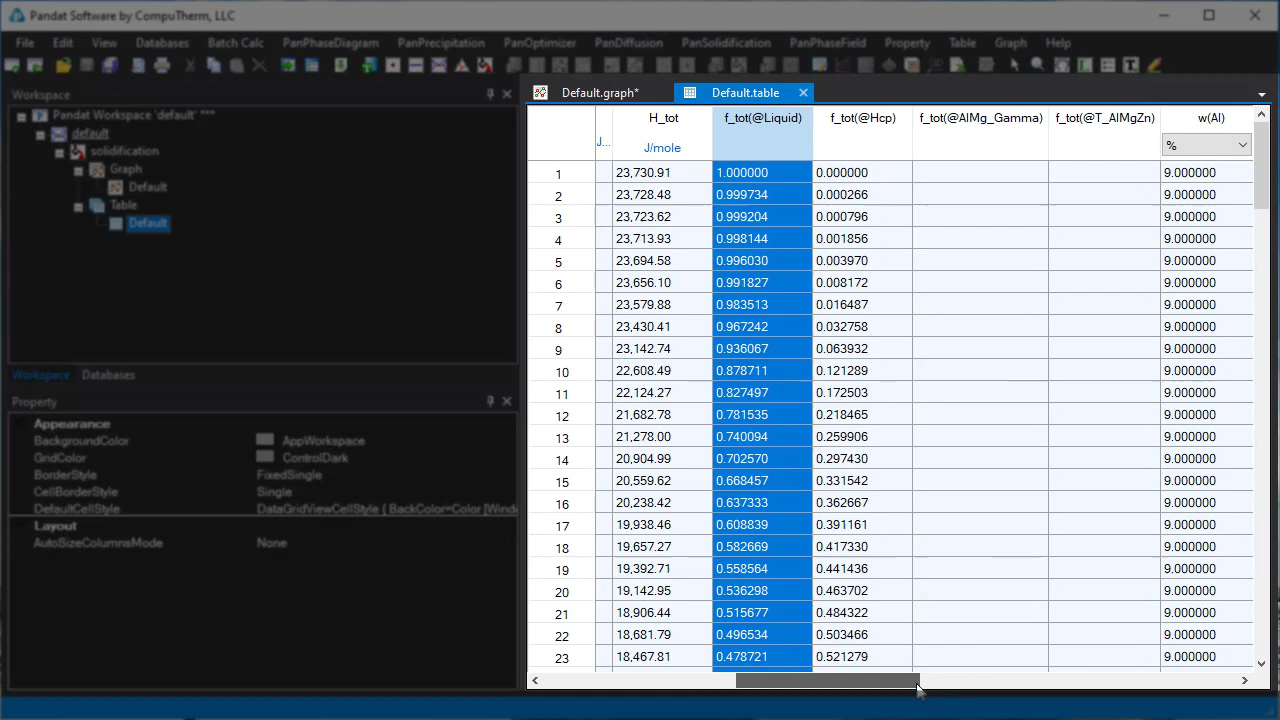 Pandat Software by CompuTherm, LLC
File Edit View Databases Batch Calc PanPhaseDiagram PanPrecipitation PanOptimizer PanDiffusion PanSolidification PanPhaseField Property Table Graph Help
Workspace
Pandat Workspace 'default' ***
default
solidification
Graph
Default
Table
Default
Workspace Databases
Property
Appearance
BackgroundColor AppWorkspace
GridColor ControlDark
BorderStyle FixedSingle
CellBorderStyle Single
DefaultCellStyle DataGridViewCellStyle { BackColor=Color [Wind
Layout
AutoSizeColumnsMode None
Default.graph* Default.table
H_tot f_tot(@Liquid) f_tot(@Hcp) f_tot(@AlMg_Gamma) f_tot(@T_AlMgZn) w(Al)
J... J/mole %
1 23,730.91 1.000000 0.000000 9.000000
2 23,728.48 0.999734 0.000266 9.000000
3 23,723.62 0.999204 0.000796 9.000000
4 23,713.93 0.998144 0.001856 9.000000
5 23,694.58 0.996030 0.003970 9.000000
6 23,656.10 0.991827 0.008172 9.000000
7 23,579.88 0.983513 0.016487 9.000000
8 23,430.41 0.967242 0.032758 9.000000
9 23,142.74 0.936067 0.063932 9.000000
10 22,608.49 0.878711 0.121289 9.000000
11 22,124.27 0.827497 0.172503 9.000000
12 21,682.78 0.781535 0.218465 9.000000
13 21,278.00 0.740094 0.259906 9.000000
14 20,904.99 0.702570 0.297430 9.000000
15 20,559.62 0.668457 0.331542 9.000000
16 20,238.42 0.637333 0.362667 9.000000
17 19,938.46 0.608839 0.391161 9.000000
18 19,657.27 0.582669 0.417330 9.000000
19 19,392.71 0.558564 0.441436 9.000000
20 19,142.95 0.536298 0.463702 9.000000
21 18,906.44 0.515677 0.484322 9.000000
22 18,681.79 0.496534 0.503466 9.000000
23 18,467.81 0.478721 0.521279 9.000000